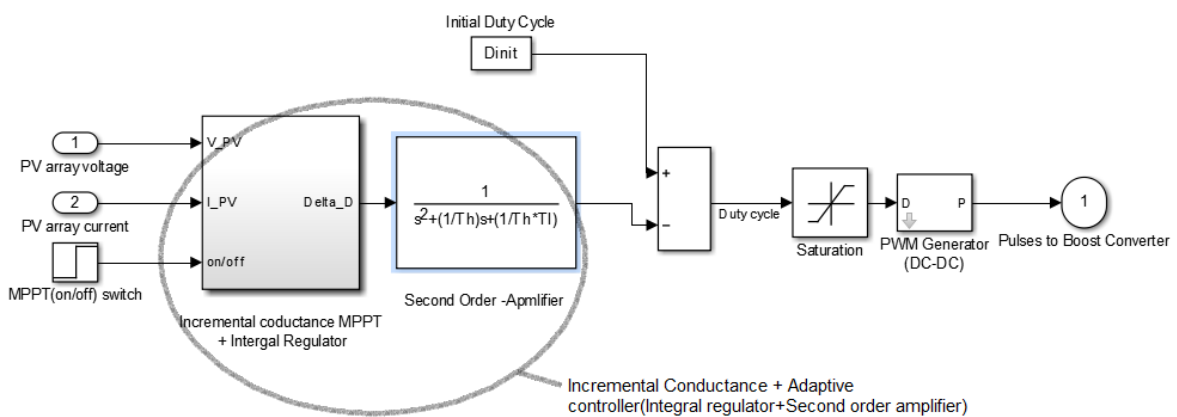 Initial Duty Cycle
Dinit
1
PV array voltage
2
PV array current
MPPT(on/off) switch
V_PV
I_PV
on/off
Delta_D
Incremental coductance MPPT
+ Intergal Regulator
1
s^2+(1/Th)s+(1/Th*Tl)
Second Order -Apmlifier
+
−
Duty cycle
Saturation
D
P
PWM Generator
(DC-DC)
1
Pulses to Boost Converter
Incremental Conductance + Adaptive
controller(Integral regulator+Second order amplifier)